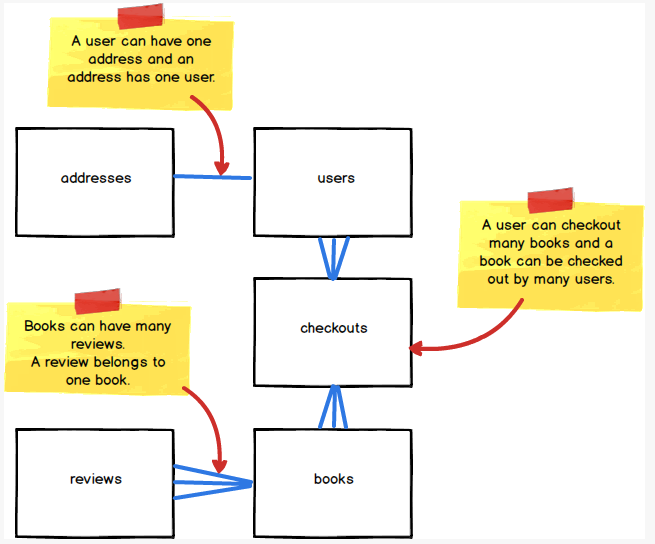 A user can have one
address and an
address has one user.
addresses
users
A user can checkout
many books and a
book can be checked
out by many users.
checkouts
Books can have many
reviews.
A review belongs to
one book.
reviews
books